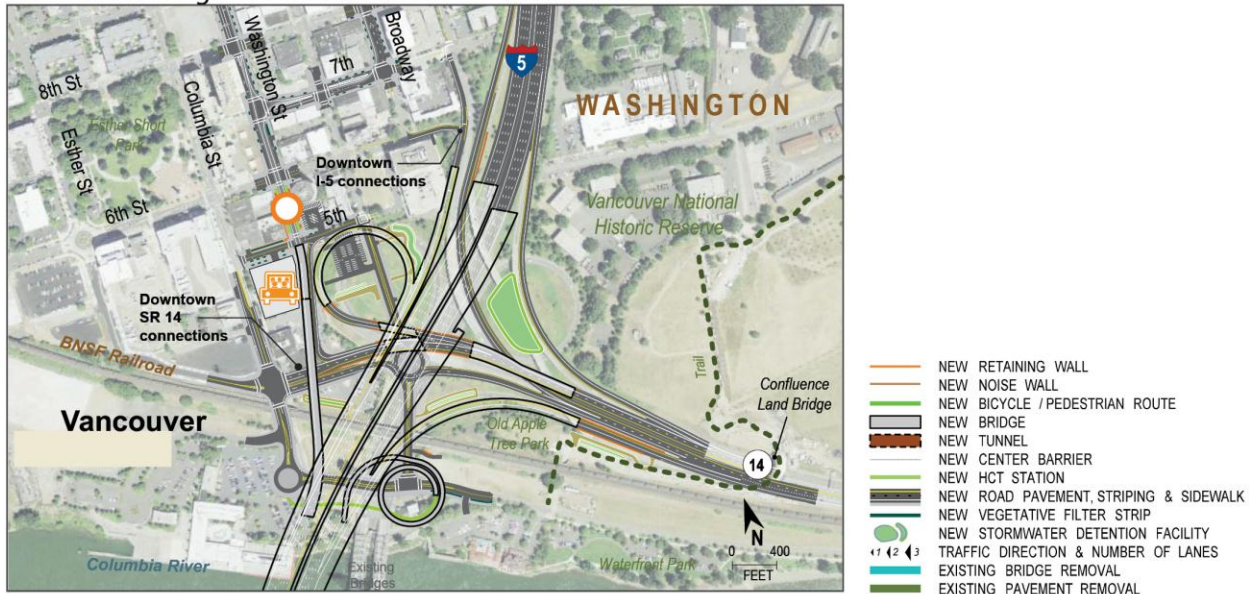 Washington St
Broadway
7th
8th St
Columbia St
5
WASHINGTON
Esther Short
Park
Esther St
Downtown
I-5 connections
6th St
5th
Vancouver National
Historic Reserve
Downtown
SR 14
connections
BNSF Railroad
Trail
Vancouver
Confluence
Land Bridge
Old Apple
Tree Park
14
N
0 400
FEET
Columbia River
Existing
Bridges
Waterfront Park
NEW RETAINING WALL
NEW NOISE WALL
NEW BICYCLE / PEDESTRIAN ROUTE
NEW BRIDGE
NEW TUNNEL
NEW CENTER BARRIER
NEW HCT STATION
NEW ROAD PAVEMENT, STRIPING & SIDEWALK
NEW VEGETATIVE FILTER STRIP
NEW STORMWATER DETENTION FACILITY
1 2 3 TRAFFIC DIRECTION & NUMBER OF LANES
EXISTING BRIDGE REMOVAL
EXISTING PAVEMENT REMOVAL